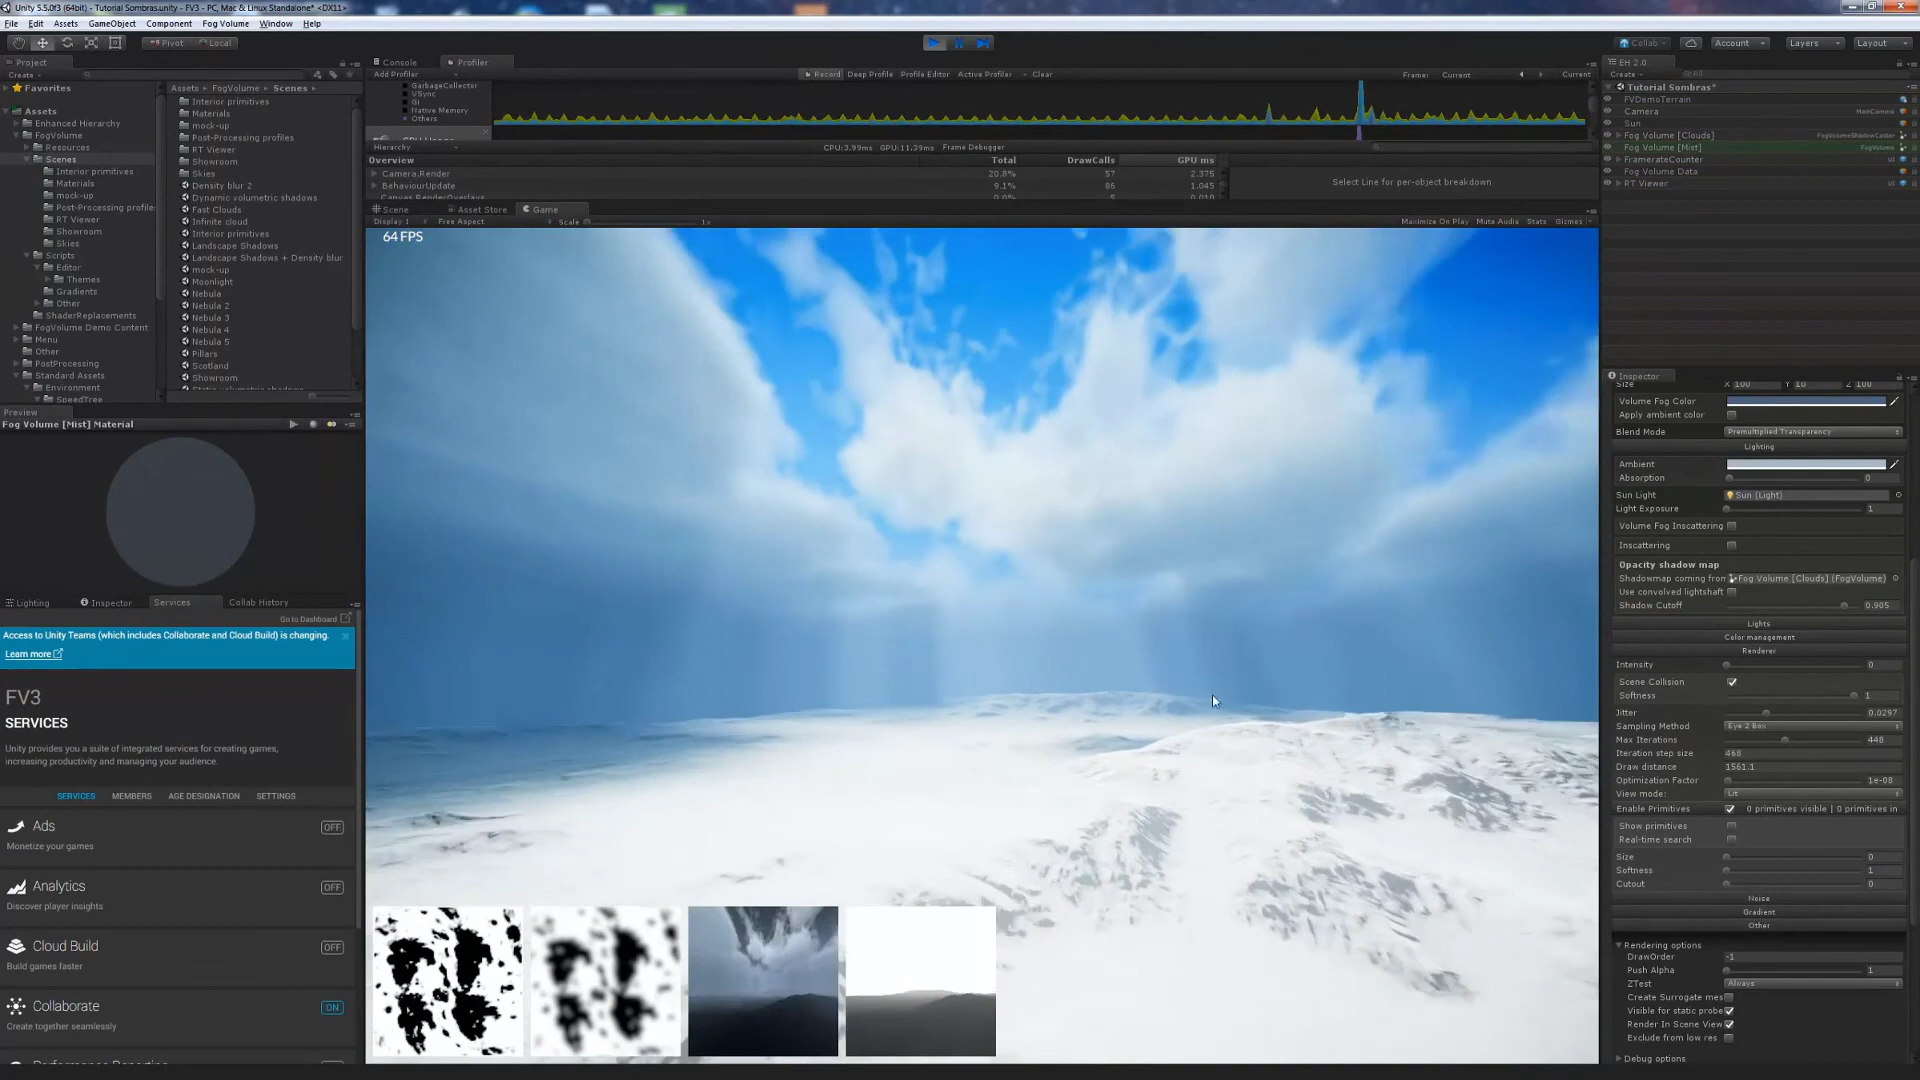 Unity 5.5.0f3 (64bit) - Tutorial Sombras.unity - FV3 - PC, Mac & Linux Standalone* <DX11>
File Edit Assets GameObject Component Fog Volume Window Help
Pivot Local
Collab Account Layers Layout
Project
Create
Favorites
Assets
Enhanced Hierarchy
FogVolume
Resources
Scenes
Interior primitives
Materials
mock-up
Post-Processing profiles
RT Viewer
Showroom
Skies
Scripts
Editor
Themes
Gradients
Other
ShaderReplacements
FogVolume Demo Content
Menu
Other
PostProcessing
Standard Assets
Environment
SpeedTree
Assets FogVolume Scenes
Interior primitives
Materials
mock-up
Post-Processing profiles
RT Viewer
Showroom
Skies
Density blur 2
Dynamic volumetric shadows
Fast Clouds
Infinite cloud
Interior primitives
Landscape Shadows
Landscape Shadows + Density blur
mock-up
Moonlight
Nebula
Nebula 2
Nebula 3
Nebula 4
Nebula 5
Pillars
Scotland
Showroom
Preview
Fog Volume [Mist] Material
Lighting Inspector Services Collab History
Go to Dashboard
Access to Unity Teams (which includes Collaborate and Cloud Build) is changing.
Learn more
FV3
SERVICES
Unity provides you a suite of integrated services for creating games,
increasing productivity and managing your audience.
SERVICES MEMBERS AGE DESIGNATION SETTINGS
Ads OFF
Monetize your games
Analytics OFF
Discover player insights
Cloud Build OFF
Build games faster
Collaborate ON
Create together seamlessly
Console Profiler
Add Profiler Record Deep Profile Profile Editor Active Profiler Clear Frame: Current Current
GarbageCollector
VSync
Gi
Native Memory
Others
Hierarchy CPU:3.99ms GPU:11.39ms Frame Debugger
Overview Total DrawCalls GPU ms
Camera.Render 20.8% 57 2.375
BehaviourUpdate 9.1% 86 1.045
Select Line for per-object breakdown
Scene Asset Store Game
Display 1 Free Aspect Scale 1x Maximize On Play Mute Audio Stats Gizmos
64 FPS
EH 2.0
Create
Tutorial Sombras*
FVDemoTerrain
Camera MainCamera
Sun
Fog Volume [Clouds] FogVolumeShadowCaster
Fog Volume [Mist] FogVolume
FramerateCounter UI
Fog Volume Data
RT Viewer UI
Inspector
Size X 100 Y 10 Z 100
Volume Fog Color
Apply ambient color
Blend Mode Premultiplied Transparency
Lighting
Ambient
Absorption 0
Sun Light Sun (Light)
Light Exposure 1
Volume Fog Inscattering
Inscattering
Opacity shadow map
Shadowmap coming from Fog Volume [Clouds] (FogVolume)
Use convolved lightshaft
Shadow Cutoff 0.905
Lights
Color management
Renderer
Intensity 0
Scene Collision
Softness 1
Jitter 0.0297
Sampling Method Eye 2 Box
Max Iterations 448
Iteration step size 468
Draw distance 1561.1
Optimization Factor 1e-08
View mode: Lit
Enable Primitives 0 primitives visible | 0 primitives in
Show primitives
Real-time search
Size 0
Softness 1
Cutout 0
Noise
Gradient
Other
Rendering options
DrawOrder -1
Push Alpha 1
ZTest Always
Create Surrogate mes
Visible for static probe
Render In Scene View
Exclude from low res
Debug options